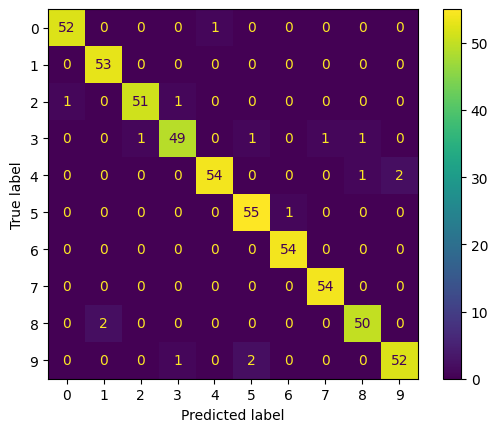 0 52 0 0 0 1 0 0 0 0 0
1 0 53 0 0 0 0 0 0 0 0
2 1 0 51 1 0 0 0 0 0 0
3 0 0 1 49 0 1 0 1 1 0
4 0 0 0 0 54 0 0 0 1 2
5 0 0 0 0 0 55 1 0 0 0
6 0 0 0 0 0 0 54 0 0 0
7 0 0 0 0 0 0 0 54 0 0
8 0 2 0 0 0 0 0 0 50 0
9 0 0 0 1 0 2 0 0 0 52
0 1 2 3 4 5 6 7 8 9
Predicted label
True label
50
40
30
20
10
0